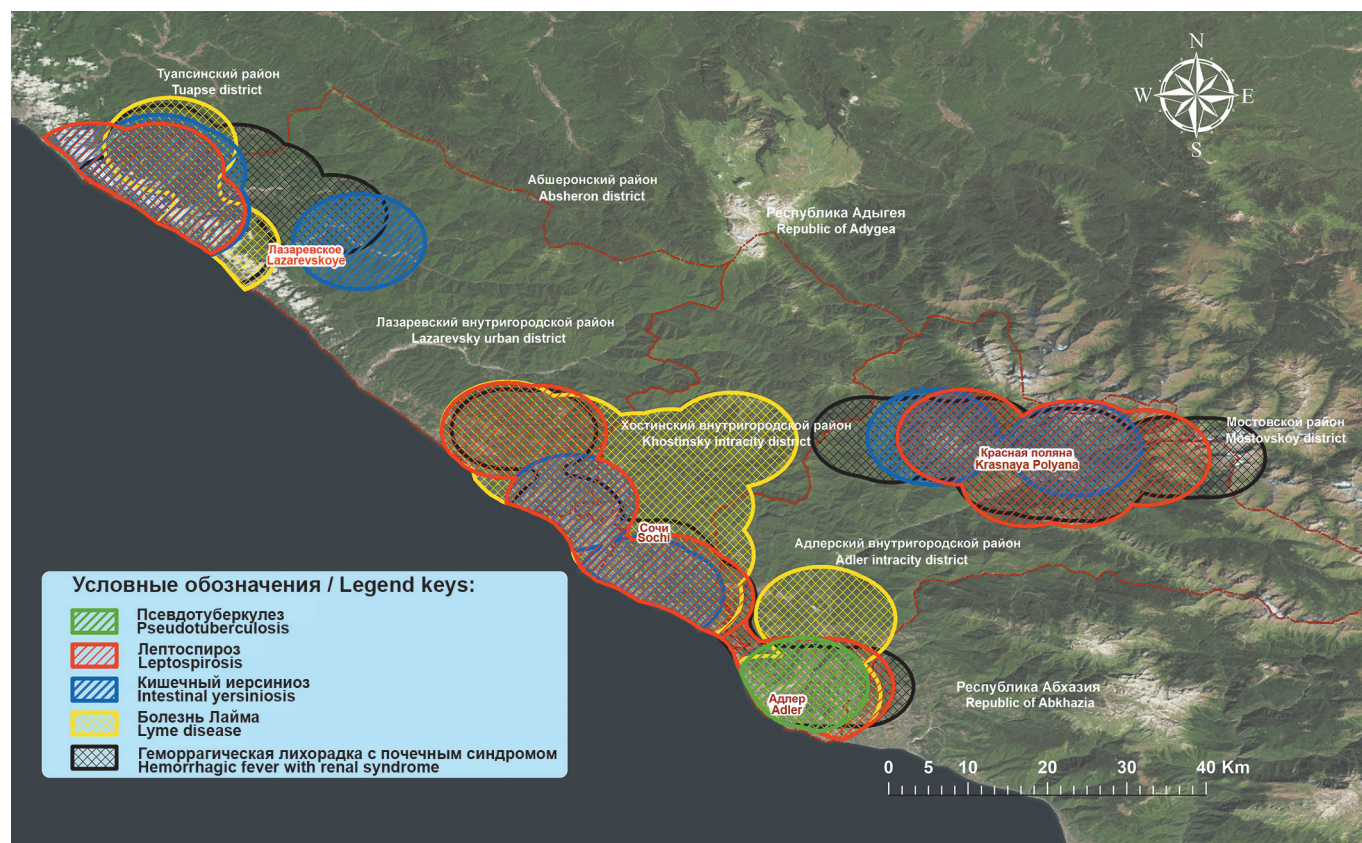 N
W
E
S
Туапсинский район
Tuapse district
Абшеронский район
Absheron district
Республика Адыгея
Republic of Adygea
Лазаревское
Lazarevskoye
Лазаревский внутригородской район
Lazarevsky urban district
Хостинский внутригородской район
Khostinsky intracity district
Мостовской район
Mostovskoy district
Красная поляна
Krasnaya Polyana
Сочи
Sochi
Адлерский внутригородской район
Adler intracity district
Условные обозначения / Legend keys:
Псевдотуберкулез
Pseudotuberculosis
Лептоспироз
Leptospirosis
Кишечный иерсиниоз
Intestinal yersiniosis
Болезнь Лайма
Lyme disease
Геморрагическая лихорадка с почечным синдромом
Hemorrhagic fever with renal syndrome
Адлер
Adler
Республика Абхазия
Republic of Abkhazia
0 5 10 20 30 40 Km